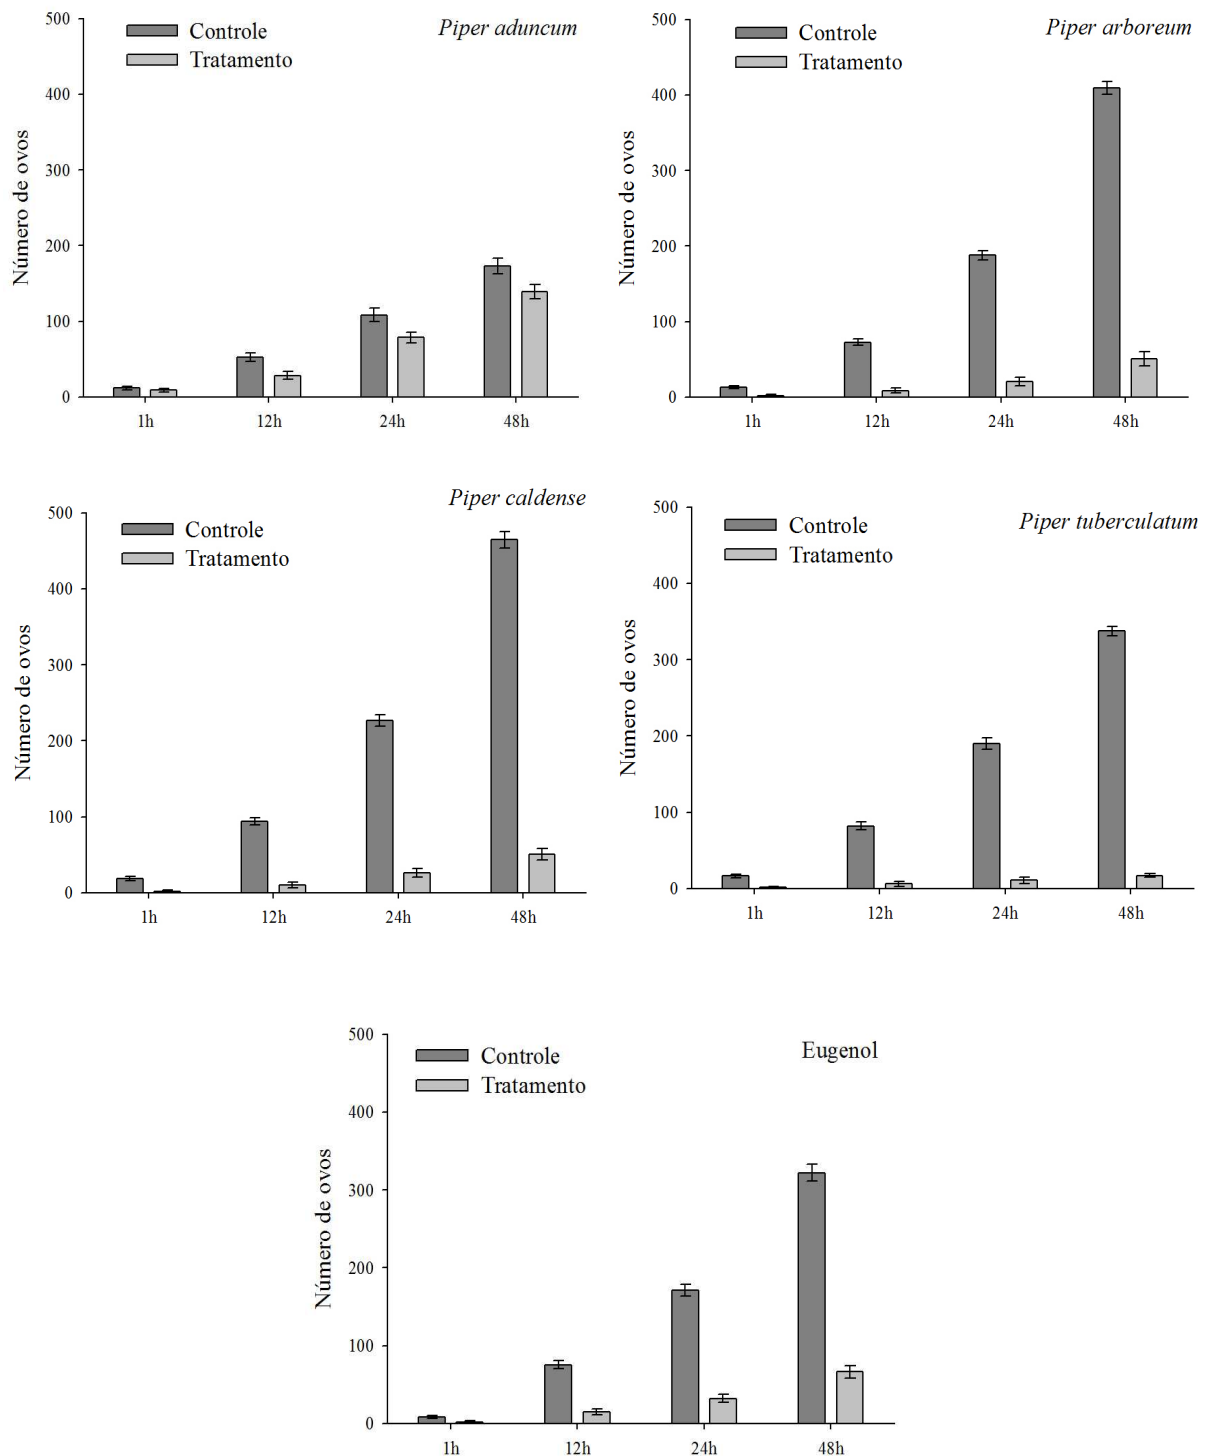 Piper aduncum
Controle
Tratamento
Número de ovos
500
400
300
200
100
0
1h 12h 24h 48h
Piper arboreum
Controle
Tratamento
Número de ovos
500
400
300
200
100
0
1h 12h 24h 48h
Piper caldense
Controle
Tratamento
Número de ovos
500
400
300
200
100
0
1h 12h 24h 48h
Piper tuberculatum
Controle
Tratamento
Número de ovos
500
400
300
200
100
0
1h 12h 24h 48h
Eugenol
Controle
Tratamento
Número de ovos
500
400
300
200
100
0
1h 12h 24h 48h